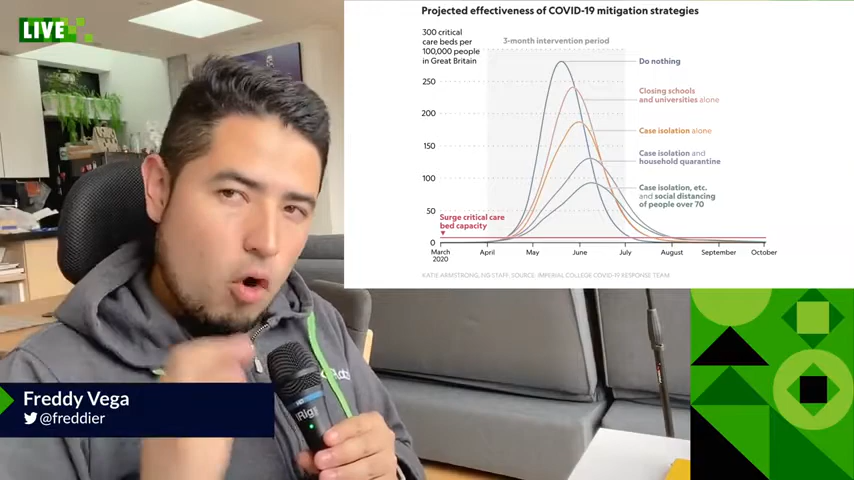 LIVE
Projected effectiveness of COVID-19 mitigation strategies
300 critical
care beds per
100,000 people
in Great Britain
3-month intervention period
Do nothing
250
Closing schools
and universities alone
200
Case isolation alone
150
Case isolation and
household quarantine
100
Case isolation, etc.
and social distancing
of people over 70
50
Surge critical care
bed capacity
0
March
2020
April
May
June
July
August
September
October
KATIE ARMSTRONG, NG STAFF. SOURCE: IMPERIAL COLLEGE COVID-19 RESPONSE TEAM
Freddy Vega
@freddier
iRig